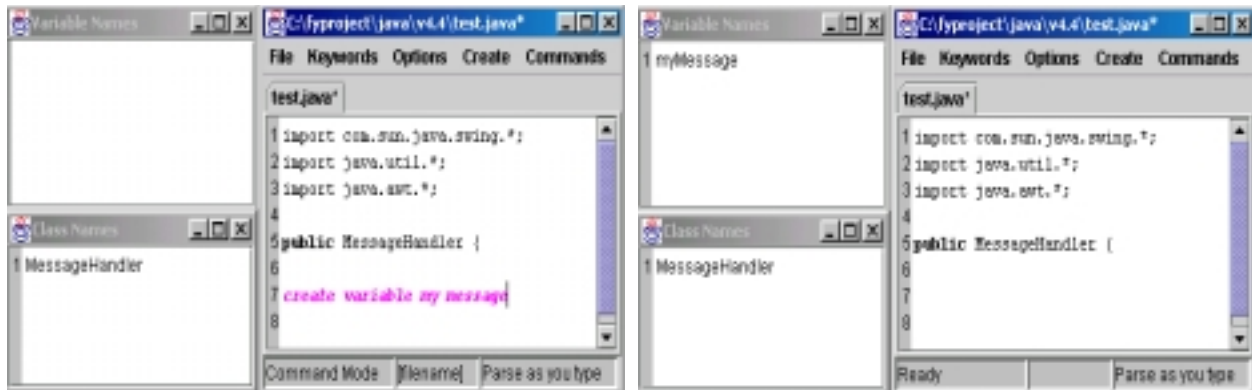 Variable Names
C:\fyproject\java\v4.4\test.java*
File Keywords Options Create Commands
test.java*
1 import com.sun.java.swing.*;
2 import java.util.*;
3 import java.awt.*;
4
5 public MessageHandler {
6
7 create variable my message
8
Class Names
1 MessageHandler
Command Mode [filename] Parse as you type
Variable Names
1 myMessage
C:\fyproject\java\v4.4\test.java*
File Keywords Options Create Commands
test.java*
1 import com.sun.java.swing.*;
2 import java.util.*;
3 import java.awt.*;
4
5 public MessageHandler {
6
7
8
Class Names
1 MessageHandler
Ready Parse as you type